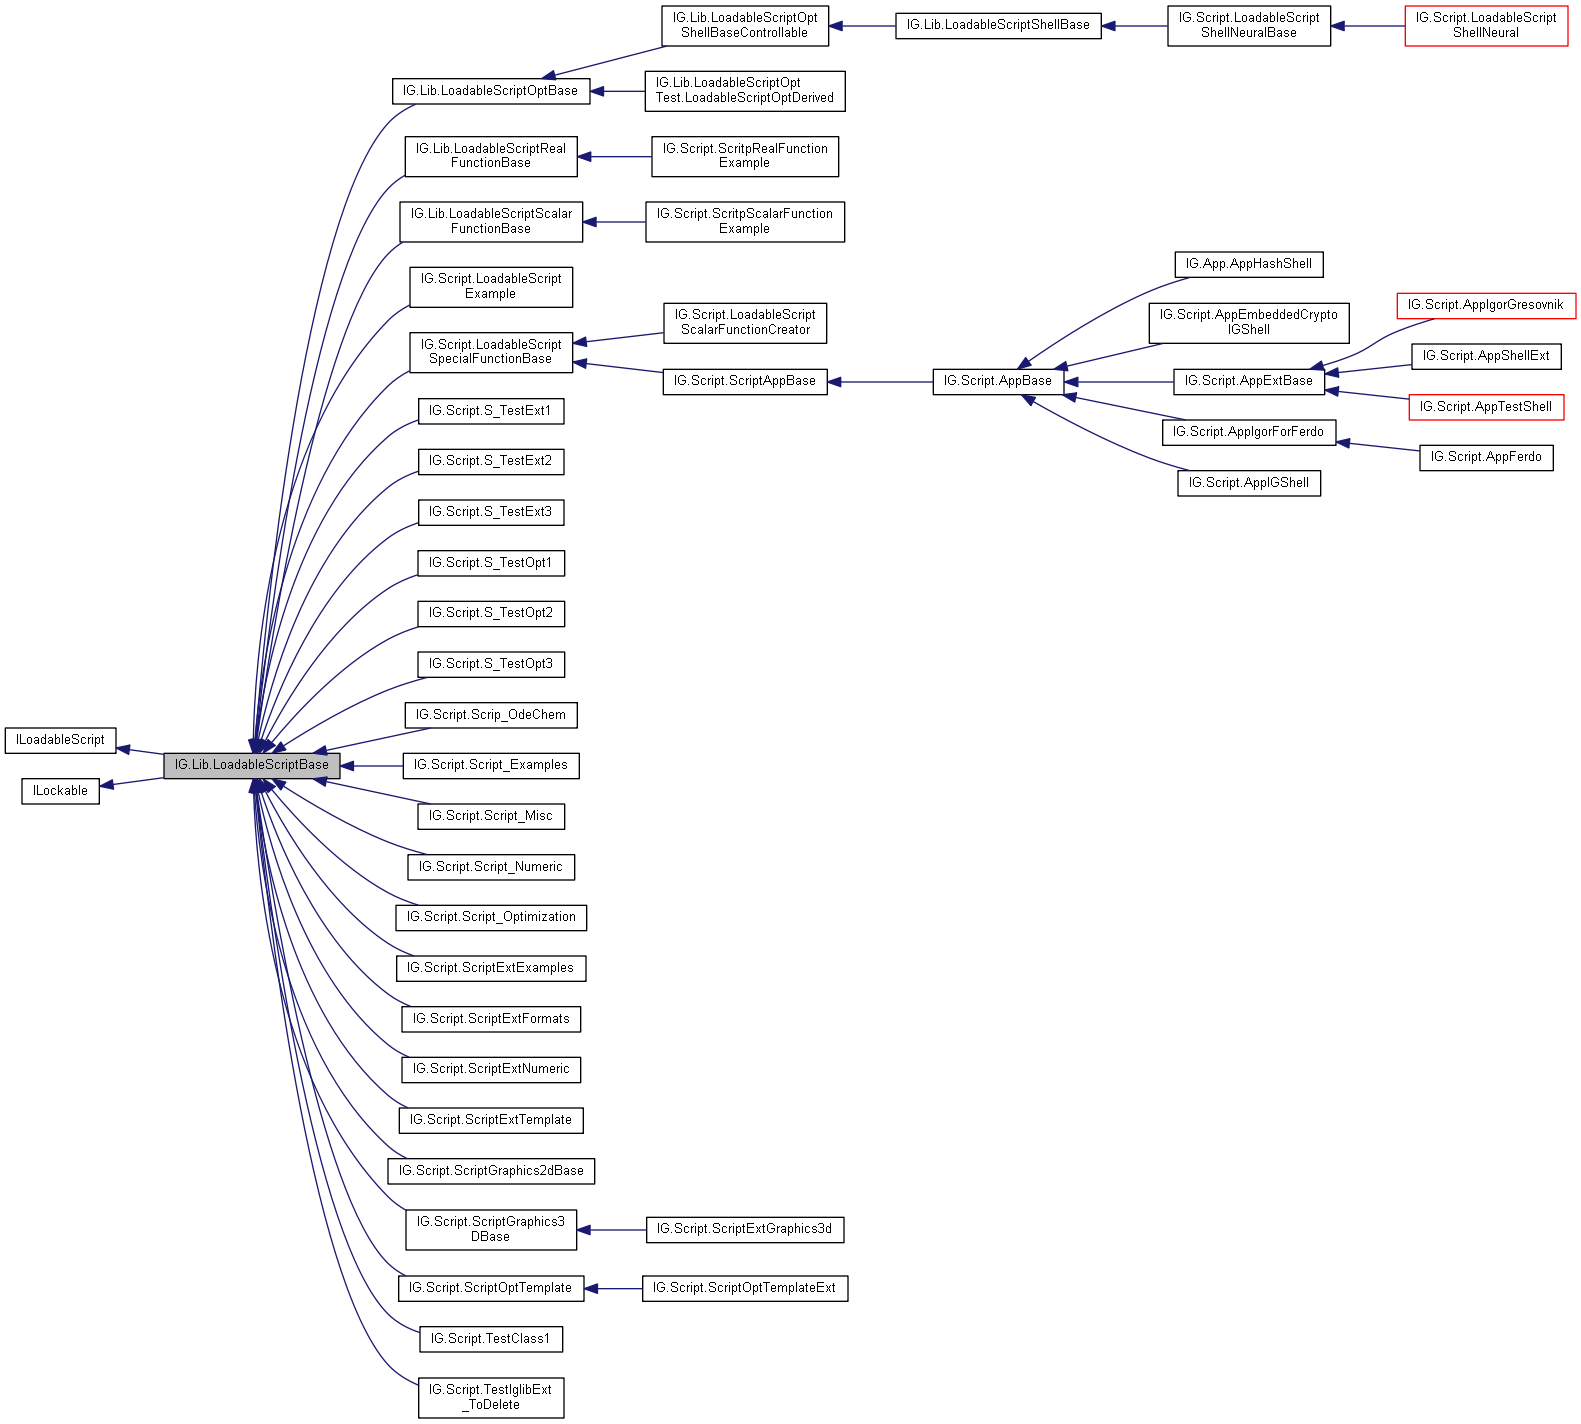 ILoadableScript
ILockable
IG.Lib.LoadableScriptBase
IG.Lib.LoadableScriptOptBase
IG.Lib.LoadableScriptOpt
ShellBaseControllable
IG.Lib.LoadableScriptShellBase
IG.Script.LoadableScript
ShellNeuralBase
IG.Script.LoadableScript
ShellNeural
IG.Lib.LoadableScriptOpt
Test.LoadableScriptOptDerived
IG.Lib.LoadableScriptReal
FunctionBase
IG.Script.ScritpRealFunction
Example
IG.Lib.LoadableScriptScalar
FunctionBase
IG.Script.ScritpScalarFunction
Example
IG.Script.LoadableScript
Example
IG.Script.LoadableScript
SpecialFunctionBase
IG.Script.LoadableScript
ScalarFunctionCreator
IG.Script.ScriptAppBase
IG.Script.AppBase
IG.App.AppHashShell
IG.Script.AppEmbeddedCrypto
IGShell
IG.Script.AppExtBase
IG.Script.AppIgorGresovnik
IG.Script.AppShellExt
IG.Script.AppTestShell
IG.Script.AppIgorForFerdo
IG.Script.AppFerdo
IG.Script.AppIGShell
IG.Script.S_TestExt1
IG.Script.S_TestExt2
IG.Script.S_TestExt3
IG.Script.S_TestOpt1
IG.Script.S_TestOpt2
IG.Script.S_TestOpt3
IG.Script.Scrip_OdeChem
IG.Script.Script_Examples
IG.Script.Script_Misc
IG.Script.Script_Numeric
IG.Script.Script_Optimization
IG.Script.ScriptExtExamples
IG.Script.ScriptExtFormats
IG.Script.ScriptExtNumeric
IG.Script.ScriptExtTemplate
IG.Script.ScriptGraphics2dBase
IG.Script.ScriptGraphics3
DBase
IG.Script.ScriptExtGraphics3d
IG.Script.ScriptOptTemplate
IG.Script.ScriptOptTemplateExt
IG.Script.TestClass1
IG.Script.TestIglibExt
_ToDelete